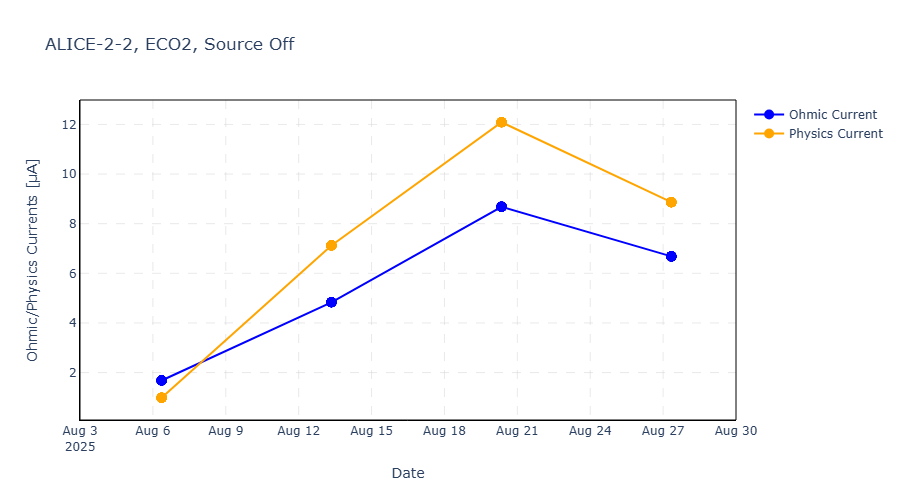 ALICE-2-2, ECO2, Source Off
Ohmic Current
Physics Current
Ohmic/Physics Currents [μA]
12
10
8
6
4
2
Aug 3
2025
Aug 6
Aug 9
Aug 12
Aug 15
Aug 18
Aug 21
Aug 24
Aug 27
Aug 30
Date